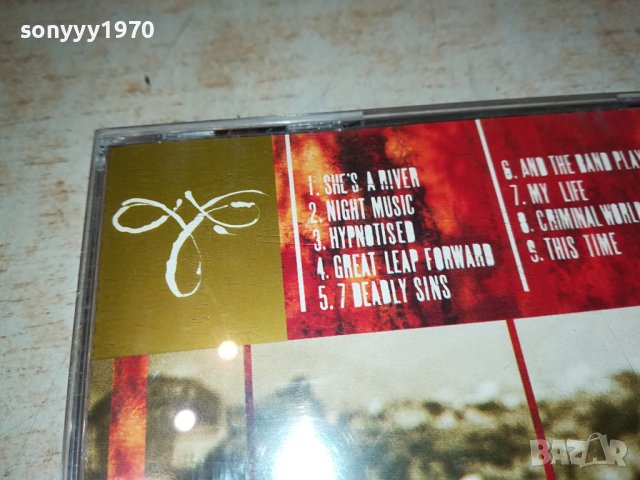 sonyyy1970
1. SHE'S A RIVER
2. NIGHT MUSIC
3. HYPNOTISED
4. GREAT LEAP FORWARD
5. 7 DEADLY SINS
6. AND THE BAND PLAY
7. MY LIFE
8. CRIMINAL WORLD
9. THIS TIME
BAZAR